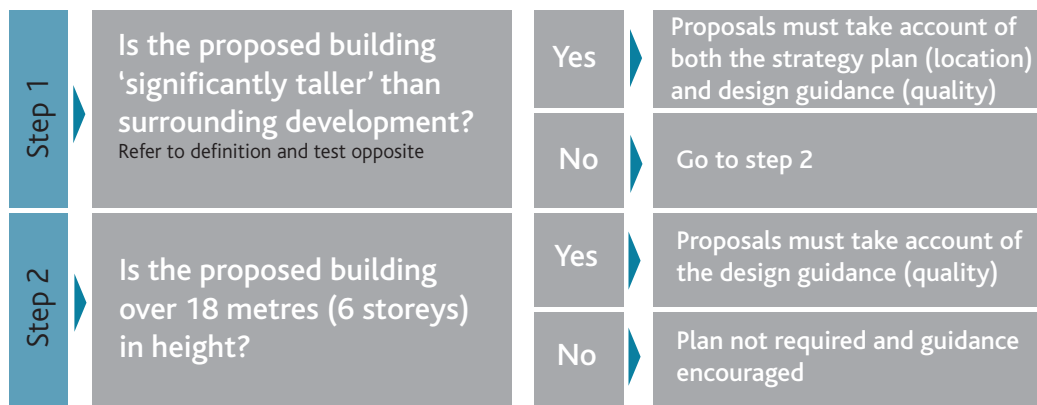 Step 1
Is the proposed building
‘significantly taller’ than
surrounding development?
Refer to definition and test opposite
Yes
Proposals must take account of
both the strategy plan (location)
and design guidance (quality)
No
Go to step 2
Step 2
Is the proposed building
over 18 metres (6 storeys)
in height?
Yes
Proposals must take account of
the design guidance (quality)
No
Plan not required and guidance
encouraged